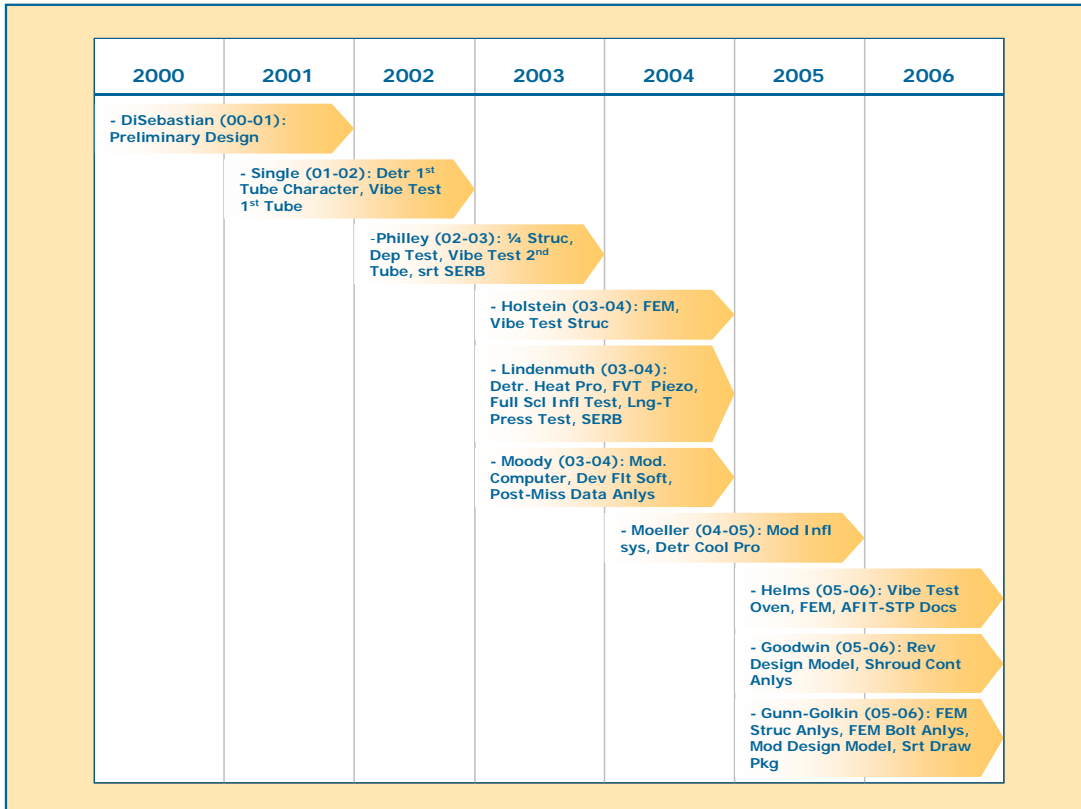 2000 2001 2002 2003 2004 2005 2006
- DiSebastian (00-01):
Preliminary Design
- Single (01-02): Detr 1st
Tube Character, Vibe Test
1st Tube
-Philley (02-03): ¼ Struc,
Dep Test, Vibe Test 2nd
Tube, srt SERB
- Holstein (03-04): FEM,
Vibe Test Struc
- Lindenmuth (03-04):
Detr. Heat Pro, FVT Piezo,
Full Scl Infl Test, Lng-T
Press Test, SERB
- Moody (03-04): Mod.
Computer, Dev Flt Soft,
Post-Miss Data Anlys
- Moeller (04-05): Mod Infl
sys, Detr Cool Pro
- Helms (05-06): Vibe Test
Oven, FEM, AFIT-STP Docs
- Goodwin (05-06): Rev
Design Model, Shroud Cont
Anlys
- Gunn-Golkin (05-06): FEM
Struc Anlys, FEM Bolt Anlys,
Mod Design Model, Srt Draw
Pkg